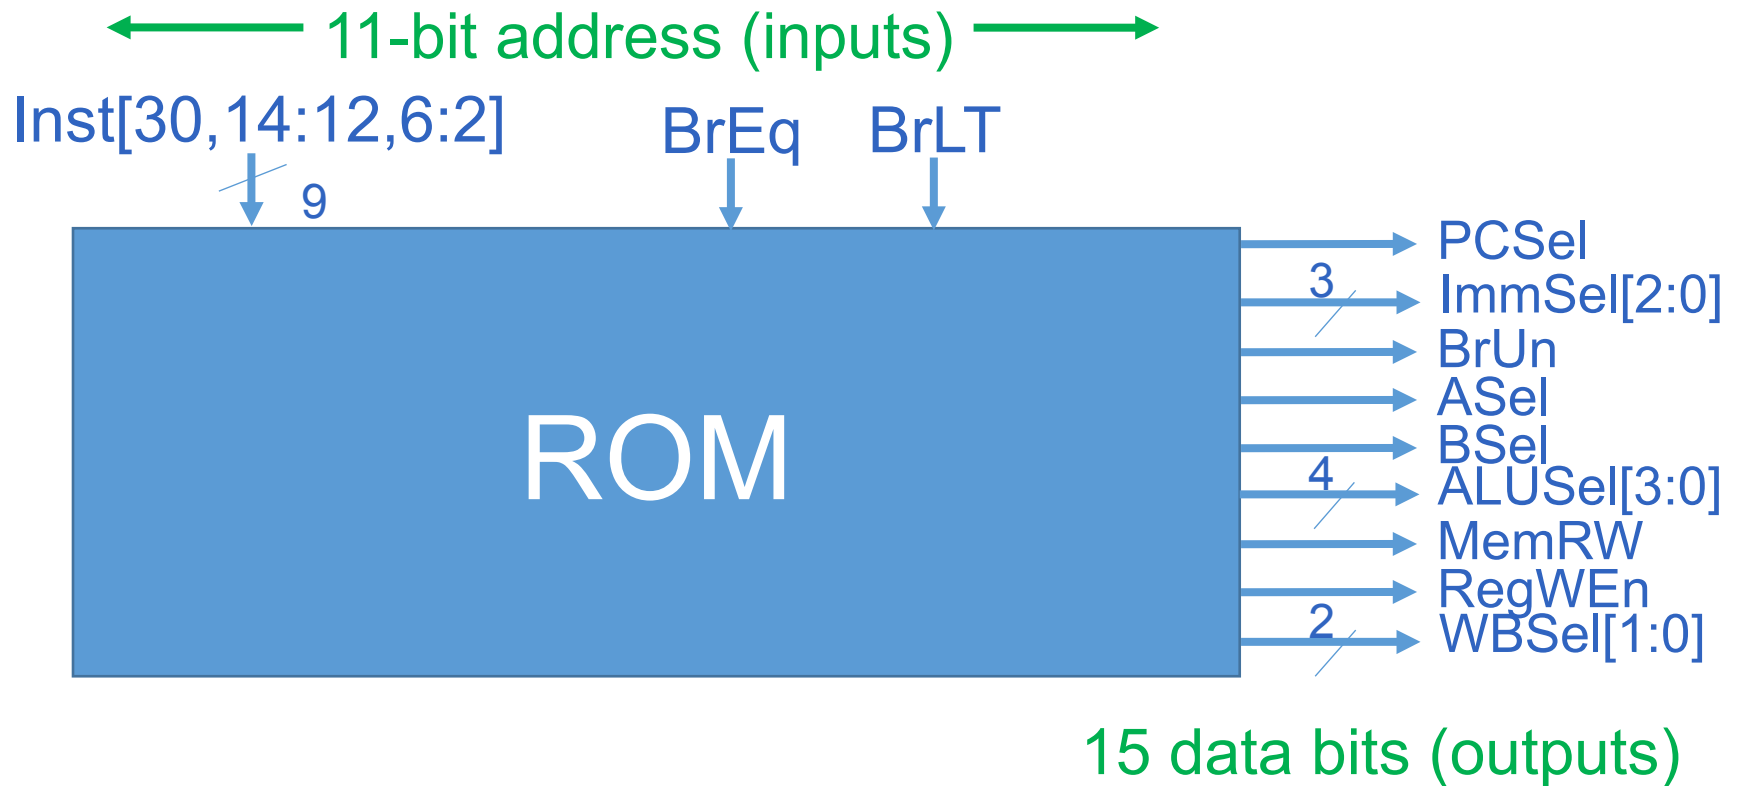 11-bit address (inputs)
Inst[30,14:12,6:2]
BrEq
BrLT
9
ROM
PCSel
3
ImmSel[2:0]
BrUn
ASel
BSel
4
ALUSel[3:0]
MemRW
RegWEn
2
WBSel[1:0]
15 data bits (outputs)